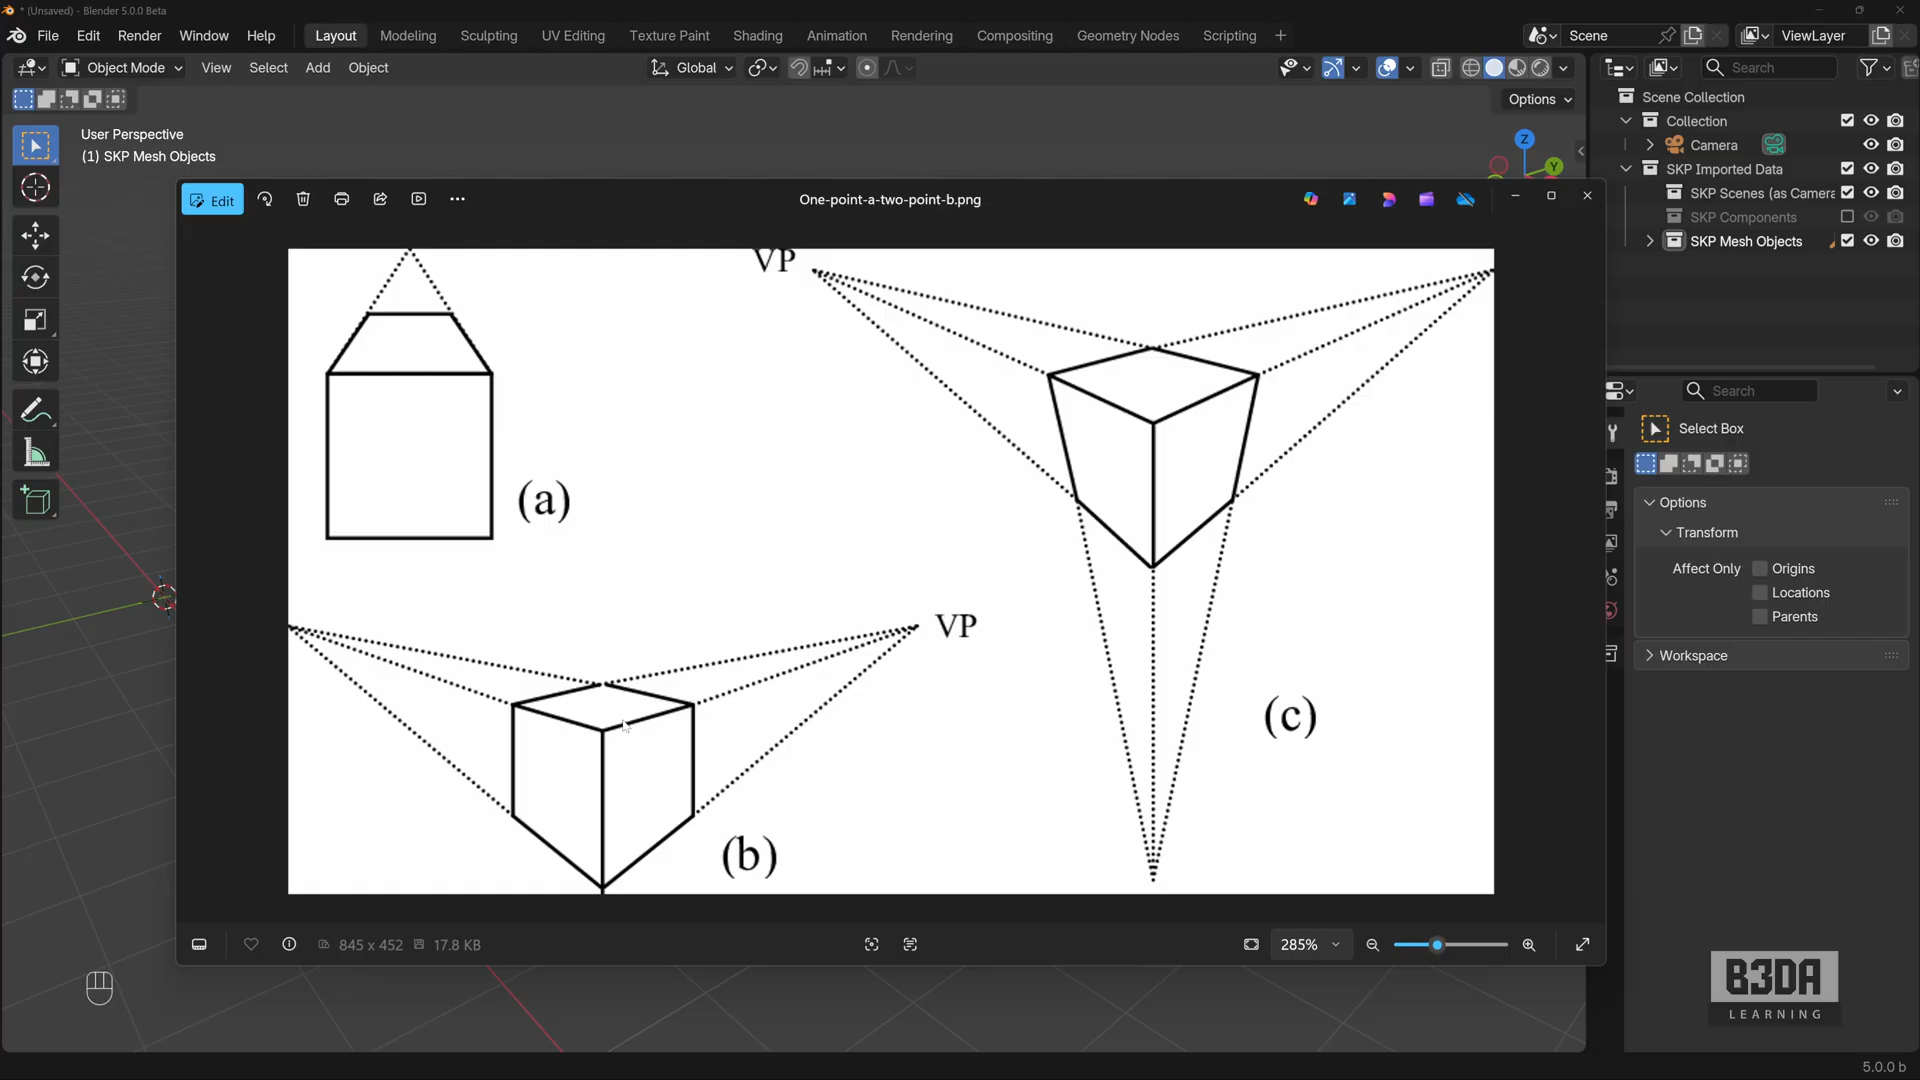 * (Unsaved) - Blender 5.0.0 Beta
File Edit Render Window Help Layout Modeling Sculpting UV Editing Texture Paint Shading Animation Rendering Compositing Geometry Nodes Scripting + Scene ViewLayer
Object Mode View Select Add Object Global Search
Options
Scene Collection
Collection
Camera
SKP Imported Data
SKP Scenes (as Camera
SKP Components
SKP Mesh Objects
User Perspective
(1) SKP Mesh Objects
Z
Y
Edit One-point-a-two-point-b.png
VP
(a)
VP
(b)
(c)
845 x 452 17.8 KB 285%
Search
Select Box
Options
Transform
Affect Only Origins
Locations
Parents
Workspace
B3DA
LEARNING
5.0.0 b